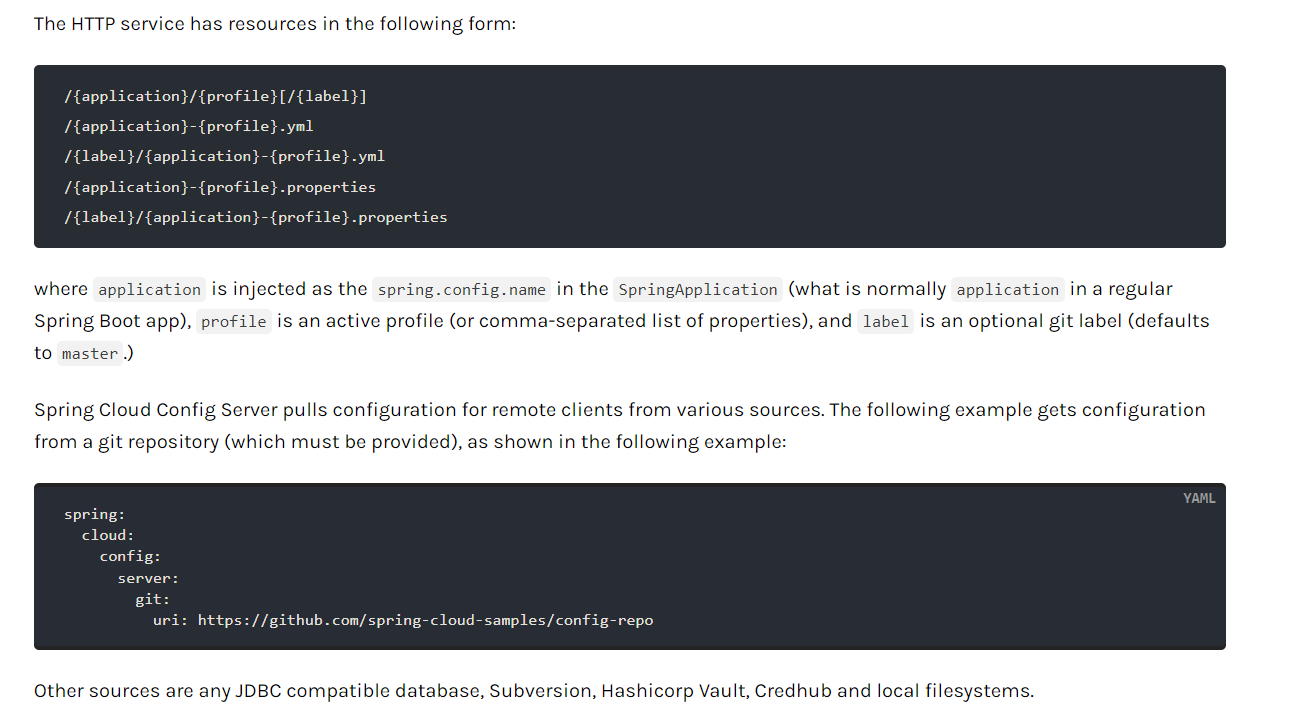 The HTTP service has resources in the following form:
/{application}/{profile}[/{label}]
/{application}-{profile}.yml
/{label}/{application}-{profile}.yml
/{application}-{profile}.properties
/{label}/{application}-{profile}.properties
where application is injected as the spring.config.name in the SpringApplication (what is normally application in a regular
Spring Boot app), profile is an active profile (or comma-separated list of properties), and label is an optional git label (defaults
to master.)
Spring Cloud Config Server pulls configuration for remote clients from various sources. The following example gets configuration
from a git repository (which must be provided), as shown in the following example:
YAML
spring:
  cloud:
    config:
      server:
        git:
          uri: https://github.com/spring-cloud-samples/config-repo
Other sources are any JDBC compatible database, Subversion, Hashicorp Vault, Credhub and local filesystems.